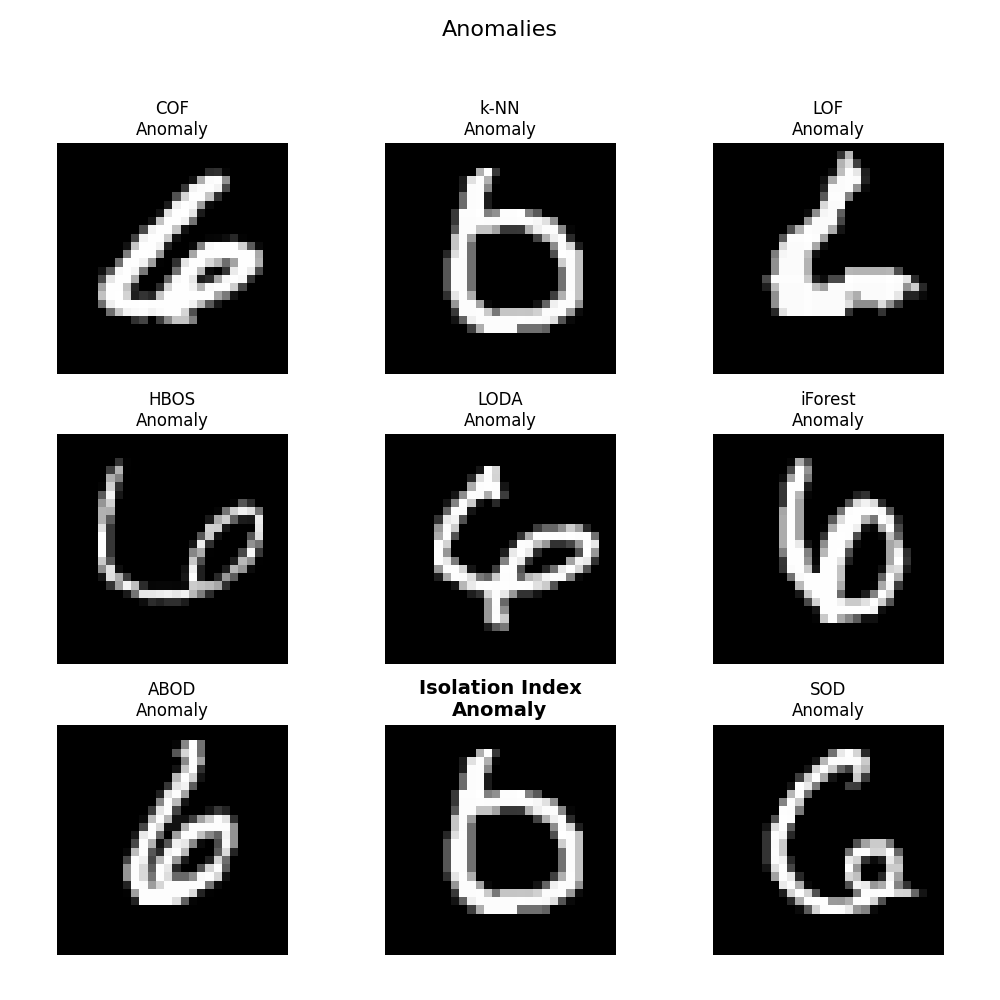 Anomalies
COF
Anomaly
k-NN
Anomaly
LOF
Anomaly
HBOS
Anomaly
LODA
Anomaly
iForest
Anomaly
ABOD
Anomaly
Isolation Index
Anomaly
SOD
Anomaly